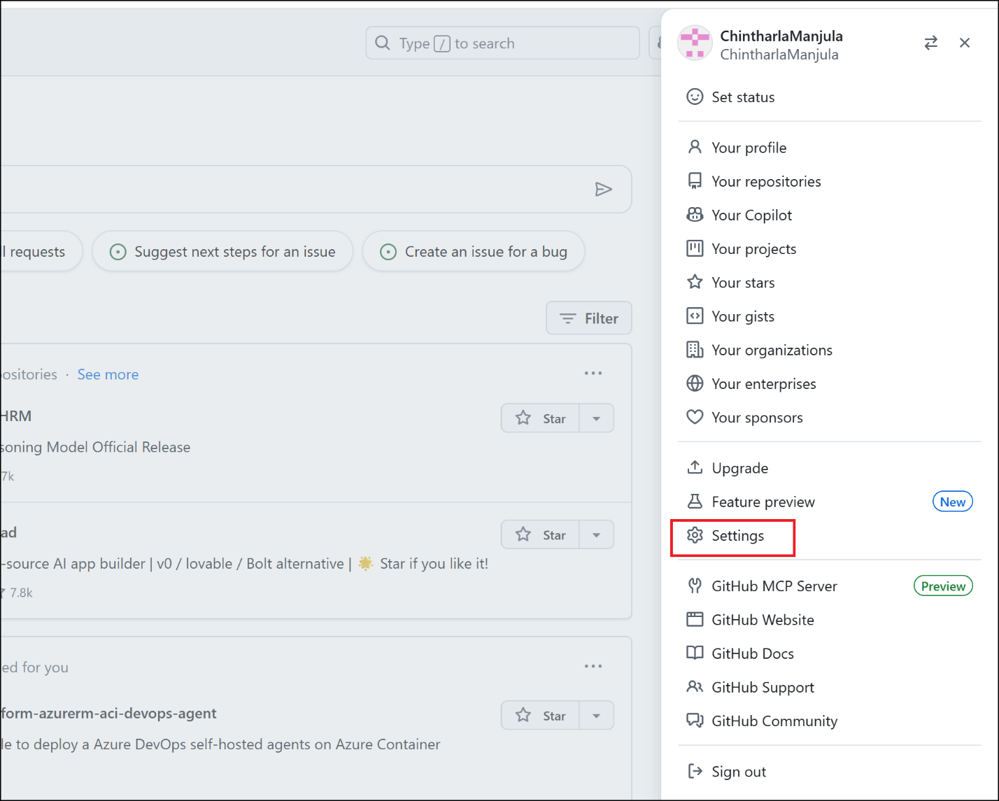 Type / to search
ChintharlaManjula
ChintharlaManjula
Set status
Your profile
Your repositories
Your Copilot
Your projects
Your stars
Your gists
Your organizations
Your enterprises
Your sponsors
Upgrade
Feature preview New
Settings
GitHub MCP Server Preview
GitHub Website
GitHub Docs
GitHub Support
GitHub Community
Sign out
l requests
Suggest next steps for an issue
Create an issue for a bug
Filter
ositories · See more
HRM
Star
soning Model Official Release
7k
ad
Star
-source AI app builder | v0 / lovable / Bolt alternative | 🌟 Star if you like it!
7.8k
ed for you
form-azurerm-aci-devops-agent
Star
le to deploy a Azure DevOps self-hosted agents on Azure Container